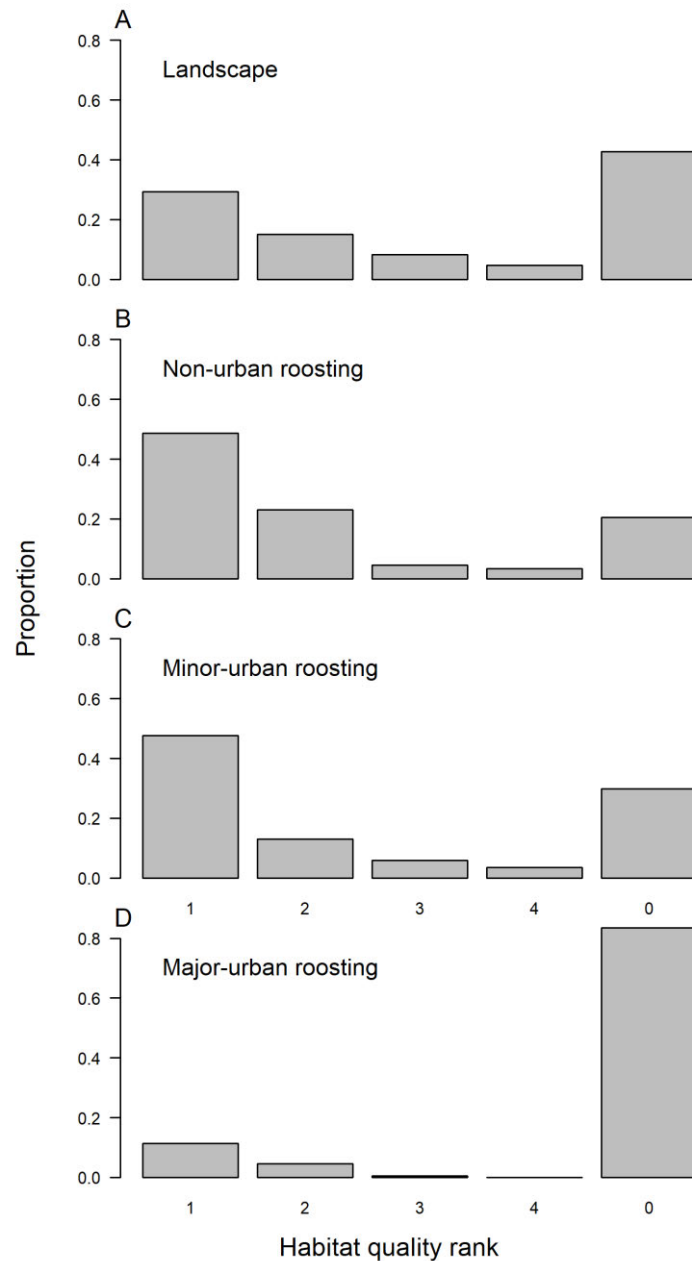 A
Landscape
0.8
0.6
0.4
0.2
0.0
B
Non-urban roosting
0.8
0.6
0.4
0.2
0.0
Proportion
C
Minor-urban roosting
0.8
0.6
0.4
0.2
0.0
1 2 3 4 0
D
Major-urban roosting
0.8
0.6
0.4
0.2
0.0
1 2 3 4 0
Habitat quality rank